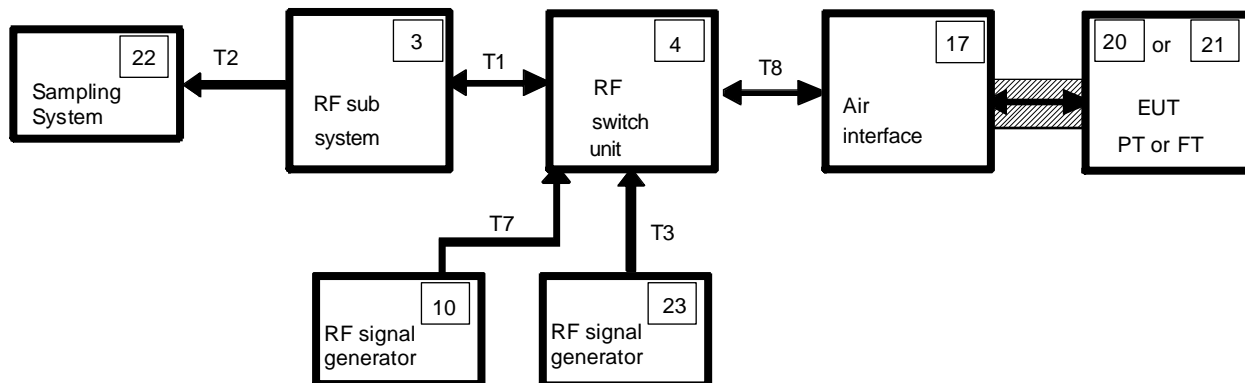 22
Sampling
System
T2
3
RF sub
system
T1
4
RF
switch
unit
T8
17
Air
interface
20 or 21
EUT
PT or FT
T7
T3
10
RF signal
generator
23
RF signal
generator